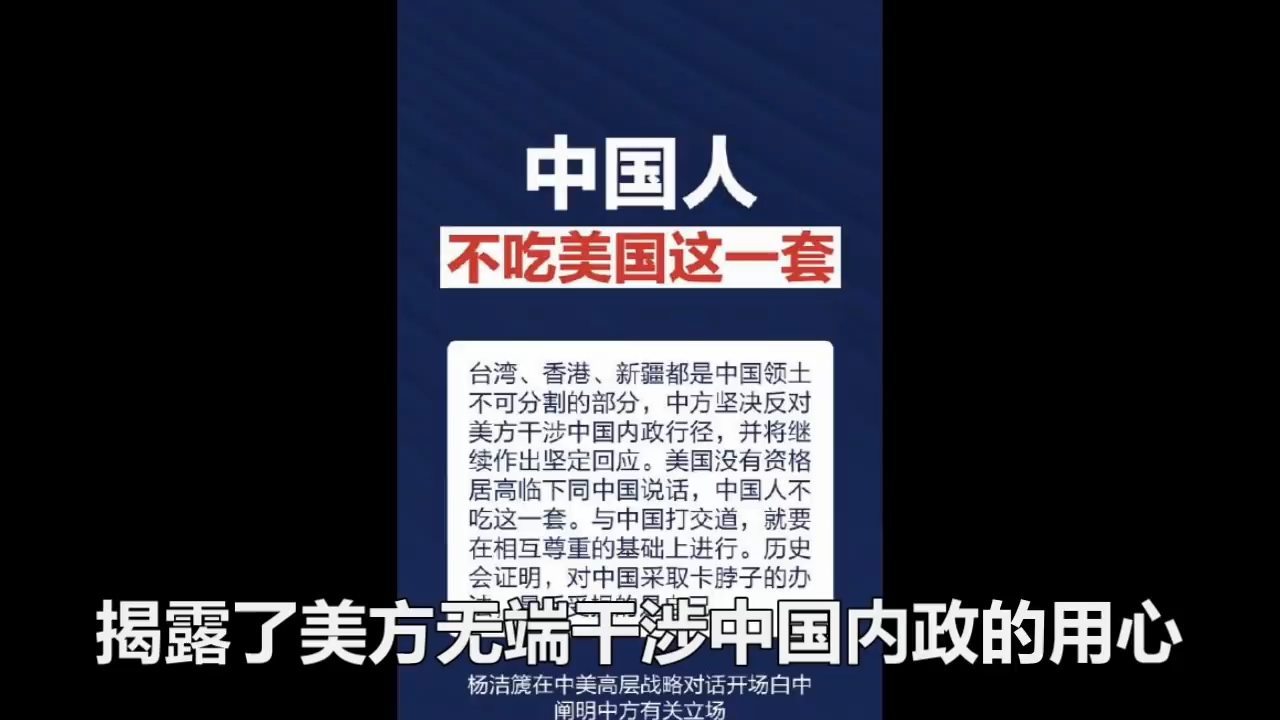 中国人
不吃美国这一套
台湾、香港、新疆都是中国领土
不可分割的部分，中方坚决反对
美方干涉中国内政行径，并将继
续作出坚定回应。美国没有资格
居高临下同中国说话，中国人不
吃这一套。与中国打交道，就要
在相互尊重的基础上进行。历史
会证明，对中国采取卡脖子的办
揭露了美方无端干涉中国内政的用心
杨洁篪在中美高层战略对话开场白中
阐明中方有关立场